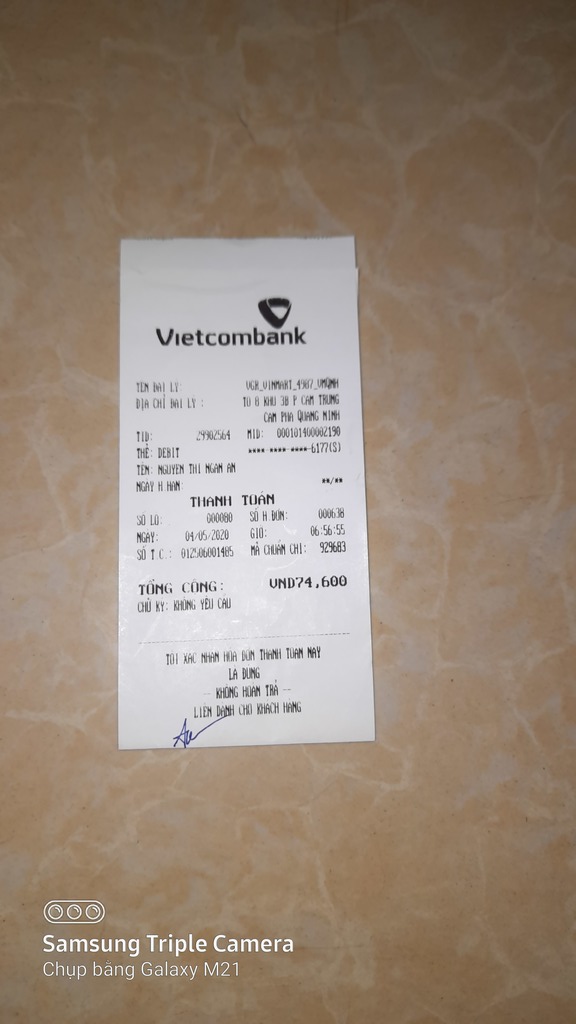 Vietcombank
TÊN ĐẠI LÝ: VCB_VINMART_4987_VMQNH
ĐỊA CHỈ ĐẠI LÝ : TO 8 KHU 3B P CAM TRUNG
CAM PHA QUANG NINH
TID: 29902564 MID: 000101400002190
THẺ: DEBIT **** **** ****6177(S)
TÊN: NGUYEN THI NGAN AN
NGÀY H HẠN: **/**
THANH TOÁN
SỐ LÔ: 000080 SỐ H.ĐƠN: 000638
NGÀY: 04/05/2020 GIỜ: 06:56:55
SỐ T.C.: 012506001485 MÃ CHUẨN CHI: 929683
TỔNG CỘNG: VND74,600
CHỮ KÝ: KHÔNG YÊU CẦU
TÔI XÁC NHẬN HÓA ĐƠN THANH TOÁN NÀY
LÀ ĐÚNG
-- KHÔNG HOÀN TRẢ --
LIÊN DÀNH CHO KHÁCH HÀNG
Samsung Triple Camera
Chụp bằng Galaxy M21